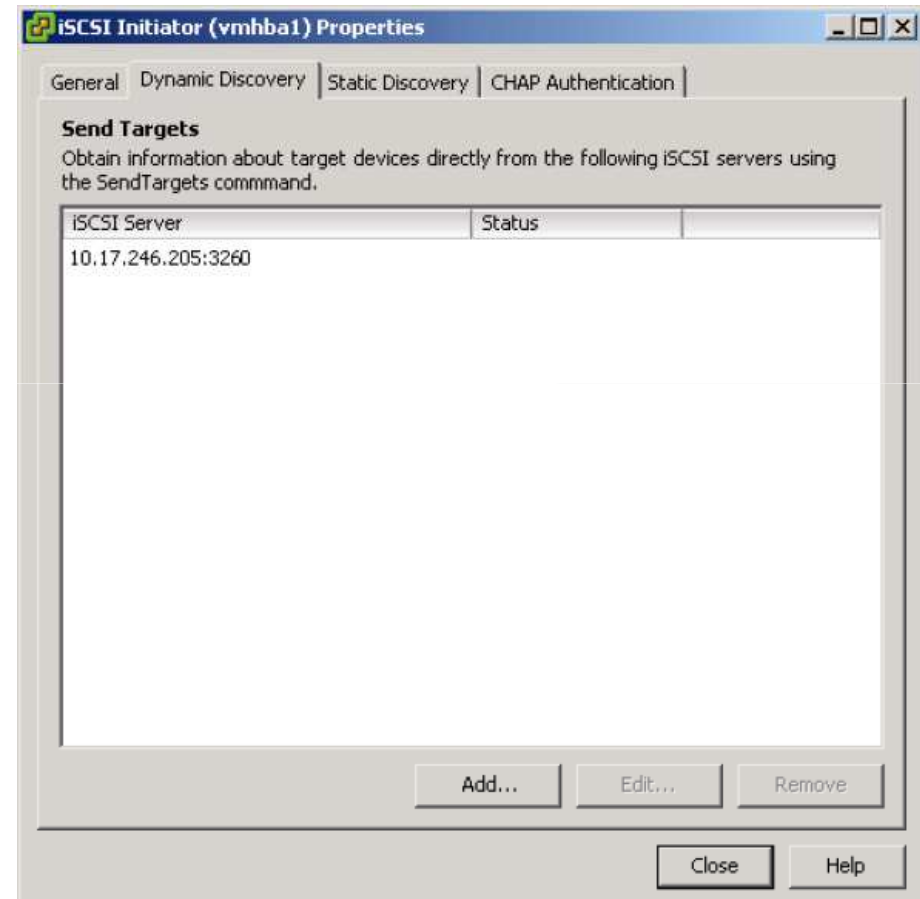 iSCSI Initiator (vmhba1) Properties
General Dynamic Discovery Static Discovery CHAP Authentication
Send Targets
Obtain information about target devices directly from the following iSCSI servers using
the SendTargets commmand.
iSCSI Server Status
10.17.246.205:3260
Add... Edit... Remove
Close Help